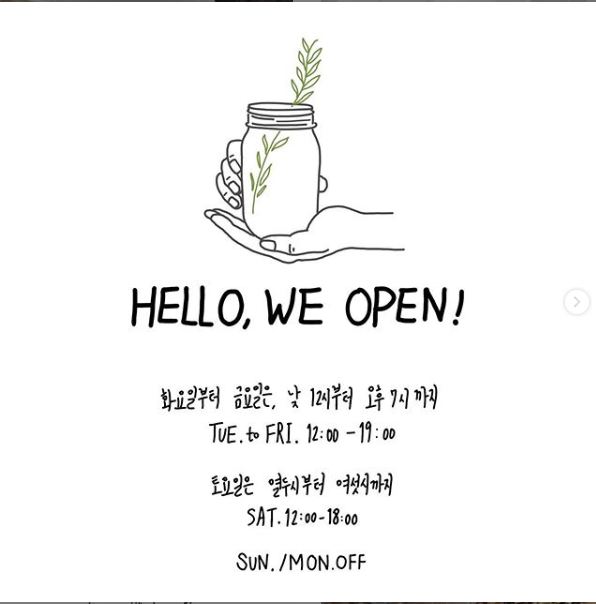 HELLO, WE OPEN!
화요일부터 금요일은, 낮 12시부터 오후 7시 까지
TUE. to FRI. 12:00 - 19:00
토요일은 열두시부터 여섯시까지
SAT. 12:00 - 18:00
SUN. / MON. OFF